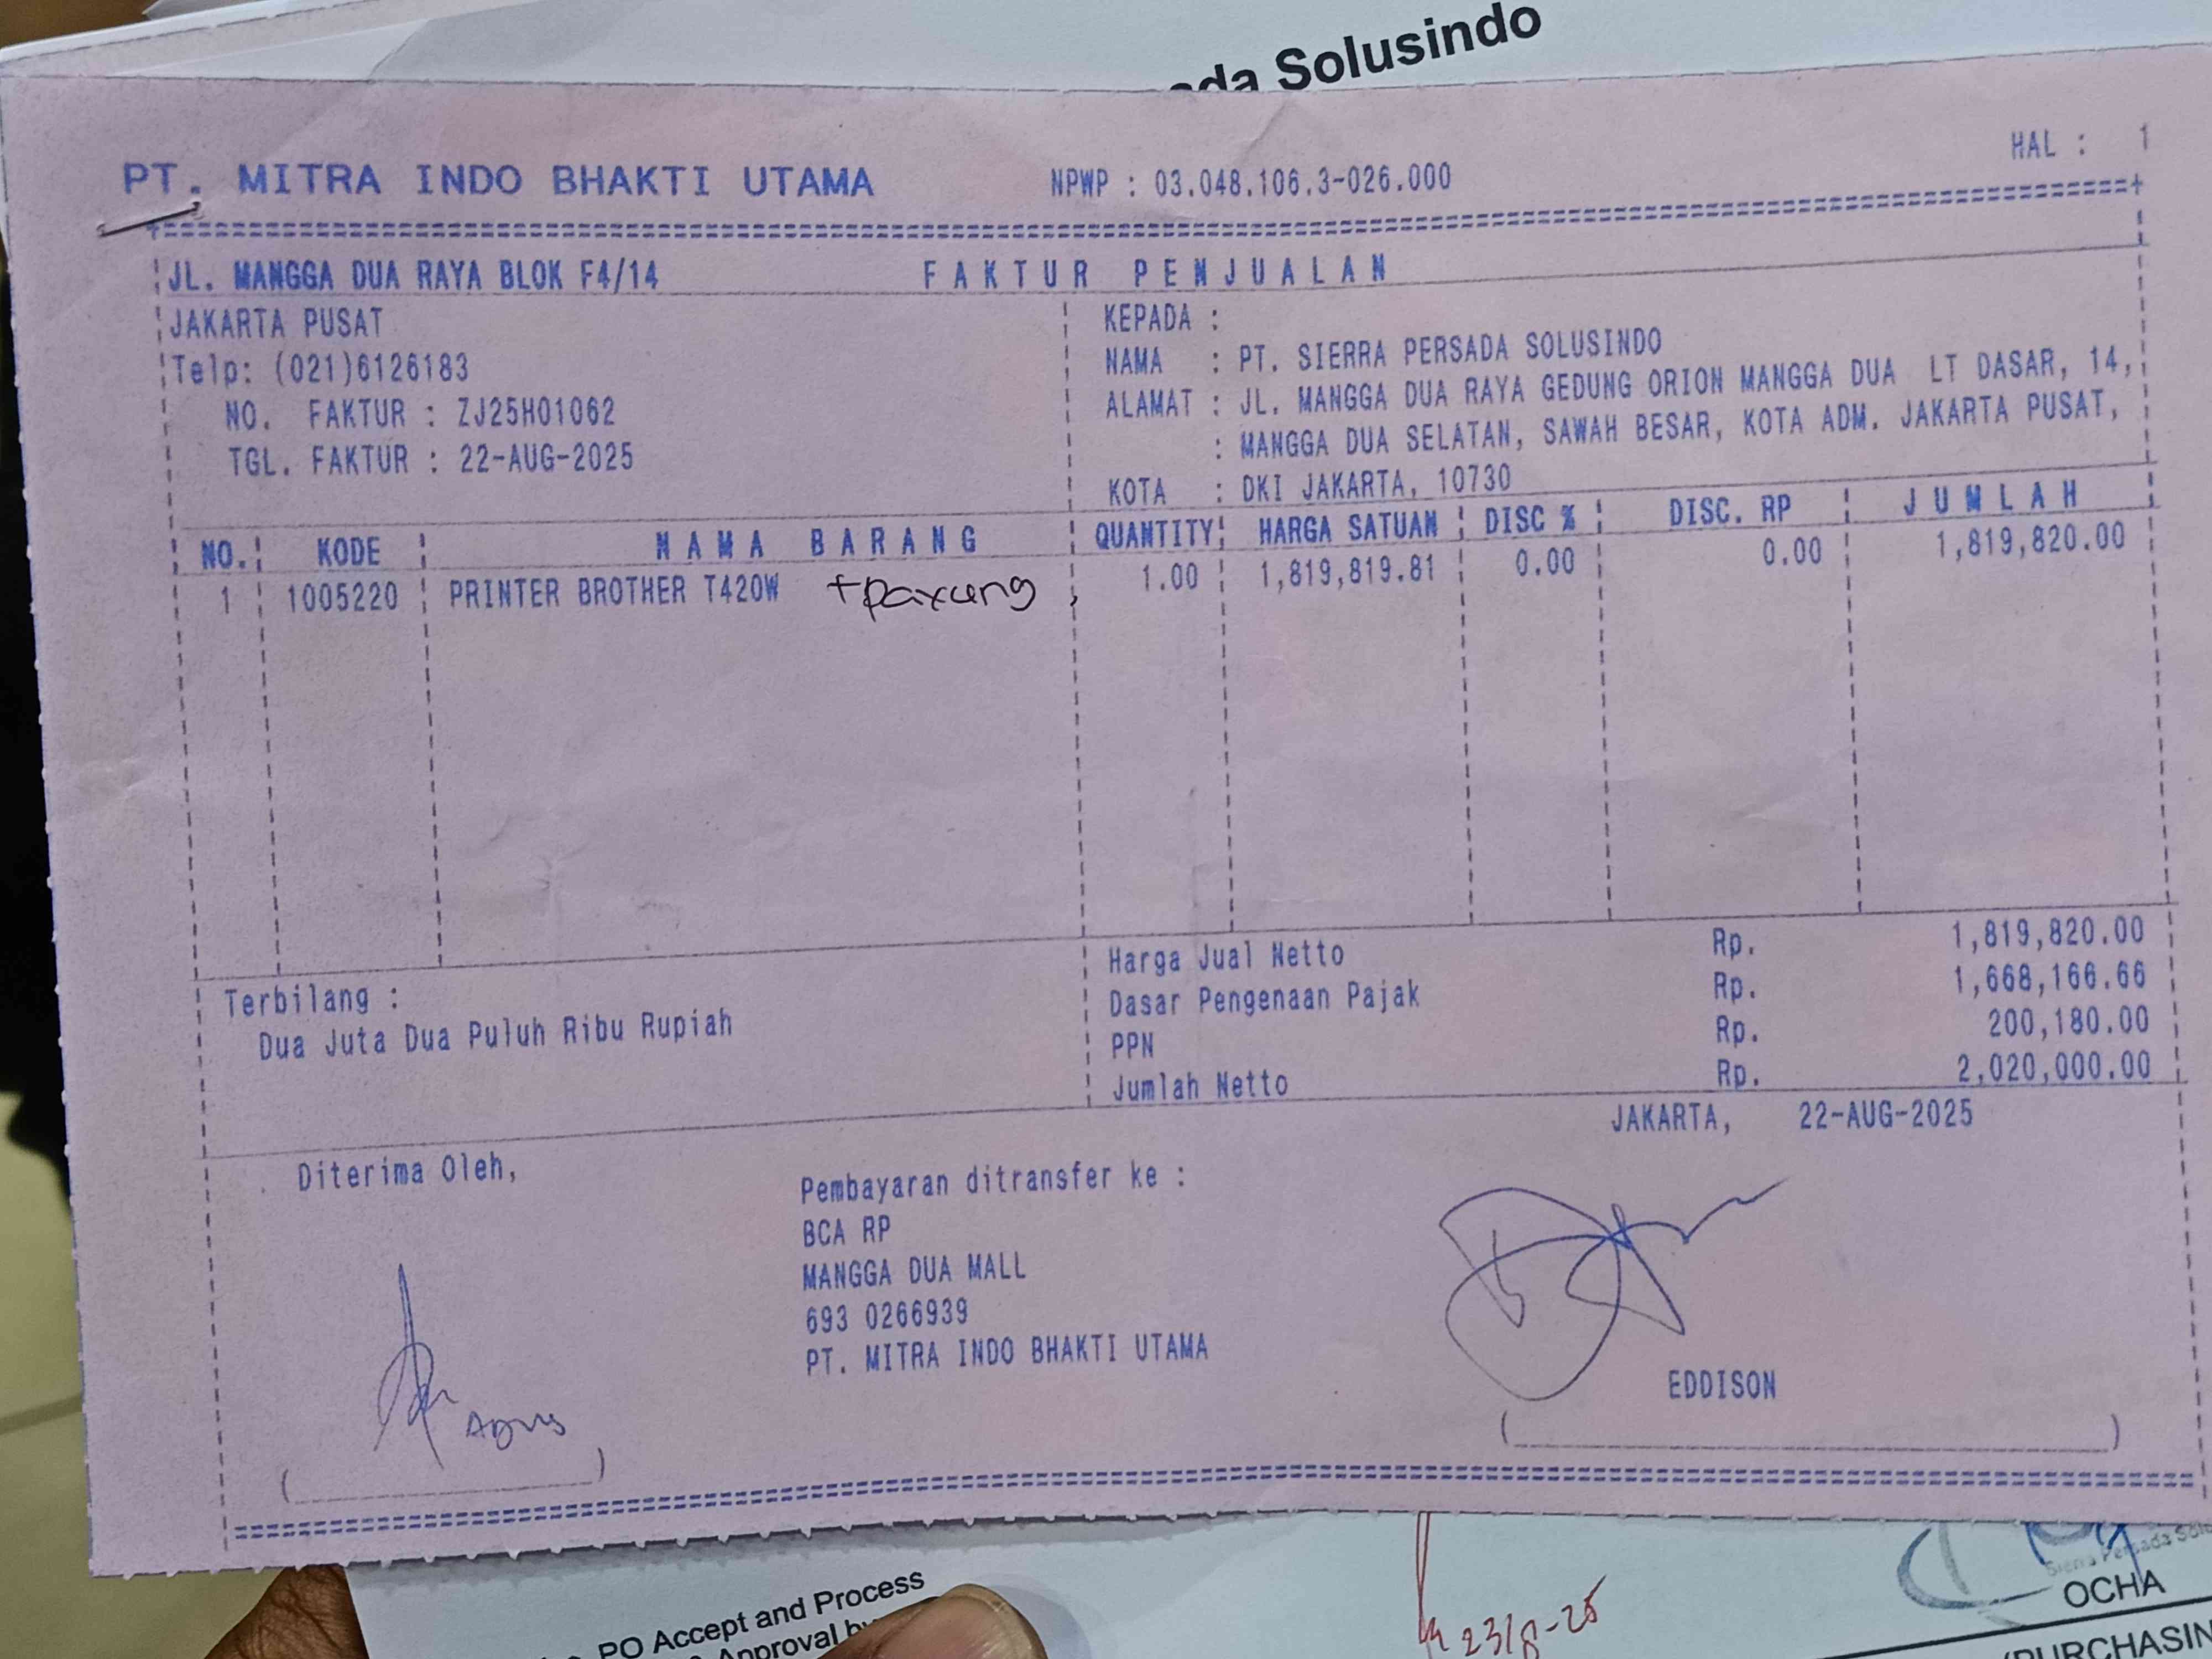 ada Solusindo
HAL : 1
PT. MITRA INDO BHAKTI UTAMA NPWP : 03.048.106.3-026.000
JL. MANGGA DUA RAYA BLOK F4/14 FAKTUR PENJUALAN
JAKARTA PUSAT
Telp: (021)6126183
NO. FAKTUR : ZJ25H01062
TGL. FAKTUR : 22-AUG-2025
KEPADA :
NAMA : PT. SIERRA PERSADA SOLUSINDO
ALAMAT : JL. MANGGA DUA RAYA GEDUNG ORION MANGGA DUA LT DASAR, 14,
: MANGGA DUA SELATAN, SAWAH BESAR, KOTA ADM. JAKARTA PUSAT,
KOTA : DKI JAKARTA, 10730
NO. KODE NAMA BARANG QUANTITY HARGA SATUAN DISC % DISC. RP JUMLAH
1 1005220 PRINTER BROTHER T420W + 1.00 1,819,819.81 0.00 0.00 1,819,820.00
Harga Jual Netto Rp. 1,819,820.00
Dasar Pengenaan Pajak Rp. 1,668,166.66
PPN Rp. 200,180.00
Jumlah Netto Rp. 2,020,000.00
Terbilang :
Dua Juta Dua Puluh Ribu Rupiah
JAKARTA, 22-AUG-2025
Diterima Oleh,
Pembayaran ditransfer ke :
BCA RP
MANGGA DUA MALL
693 0266939
PT. MITRA INDO BHAKTI UTAMA
EDDISON
Agus
PO Accept and Process
Approval
23/8-25
Persada
OCHA
(PURCHASIN